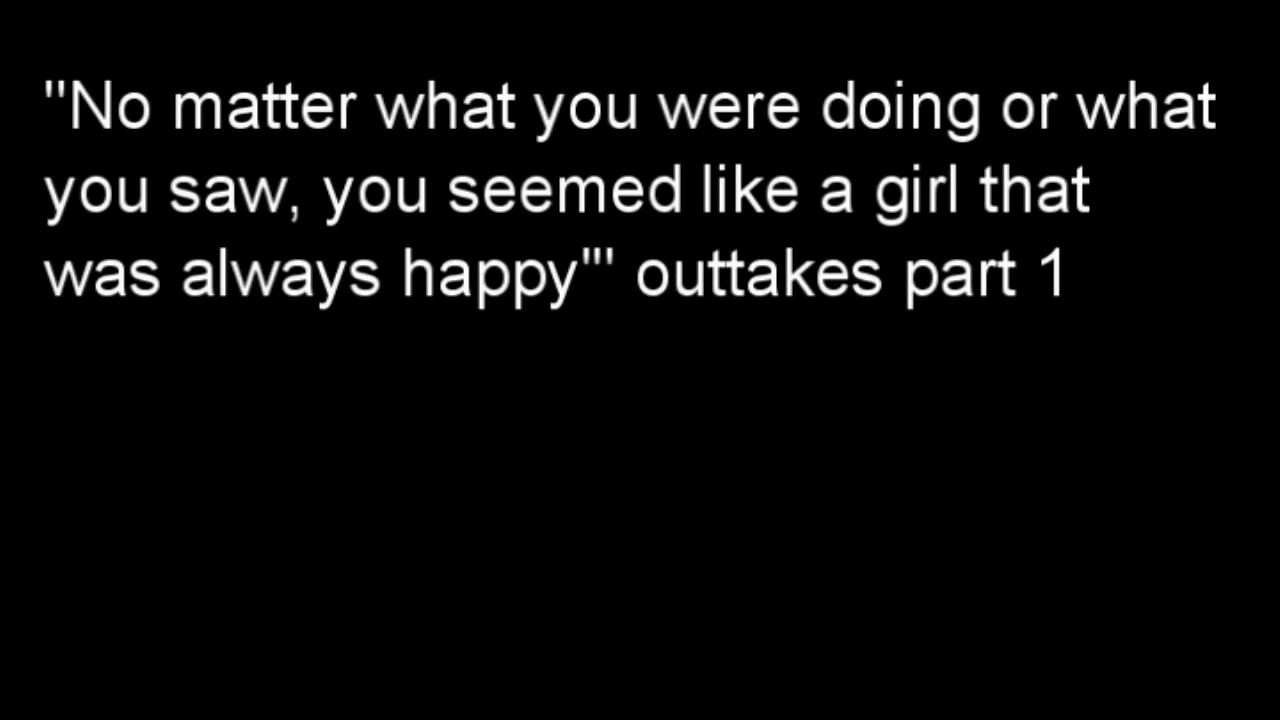 "No matter what you were doing or what
you saw, you seemed like a girl that
was always happy"' outtakes part 1